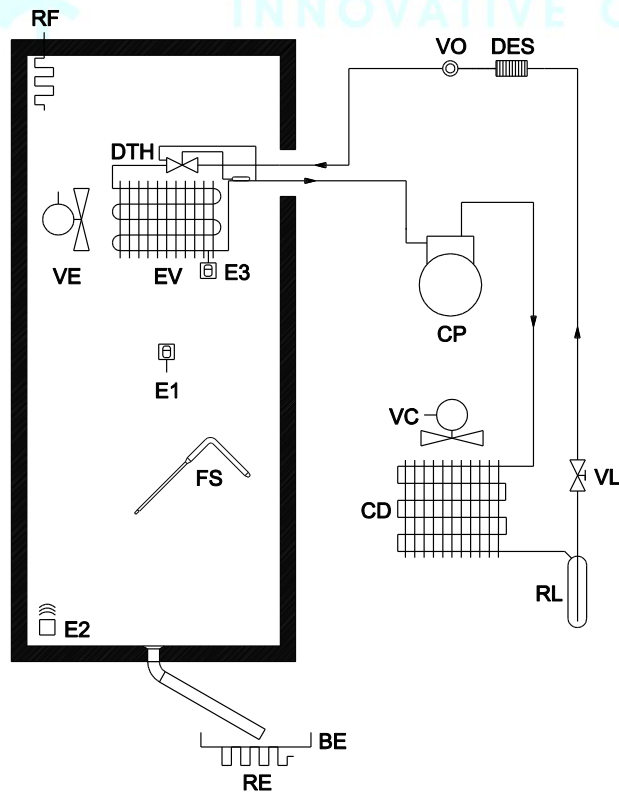 INNOVATIVE C
RF
VO DES
DTH
VE EV E3
CP
E1
VC
FS
VL
CD
RL
E2
BE
RE